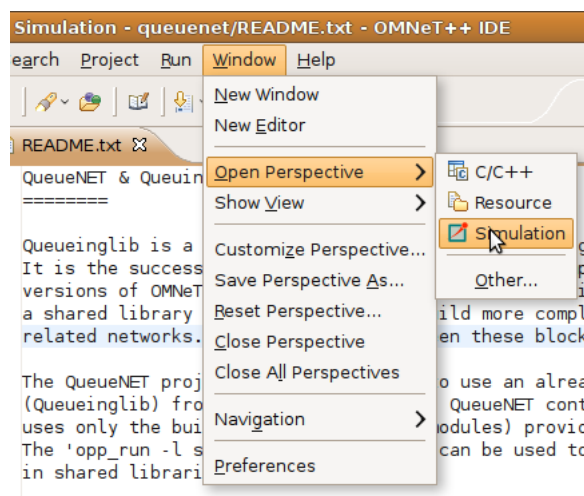 Simulation - queuenet/README.txt - OMNeT++ IDE
earch Project Run Window Help
README.txt
New Window
New Editor
Open Perspective
Show View
Customize Perspective...
Save Perspective As...
Reset Perspective...
Close Perspective
Close All Perspectives
Navigation
Preferences
C/C++
Resource
Simulation
Other...
QueueNET & Queuin
========
Queueinglib is a
It is the success
versions of OMNeT
a shared library ild more compl
related networks. en these block
The QueueNET proj o use an alrea
(Queueinglib) fro QueueNET cont
uses only the bui odules) provid
The 'opp_run -l s can be used to
in shared librari